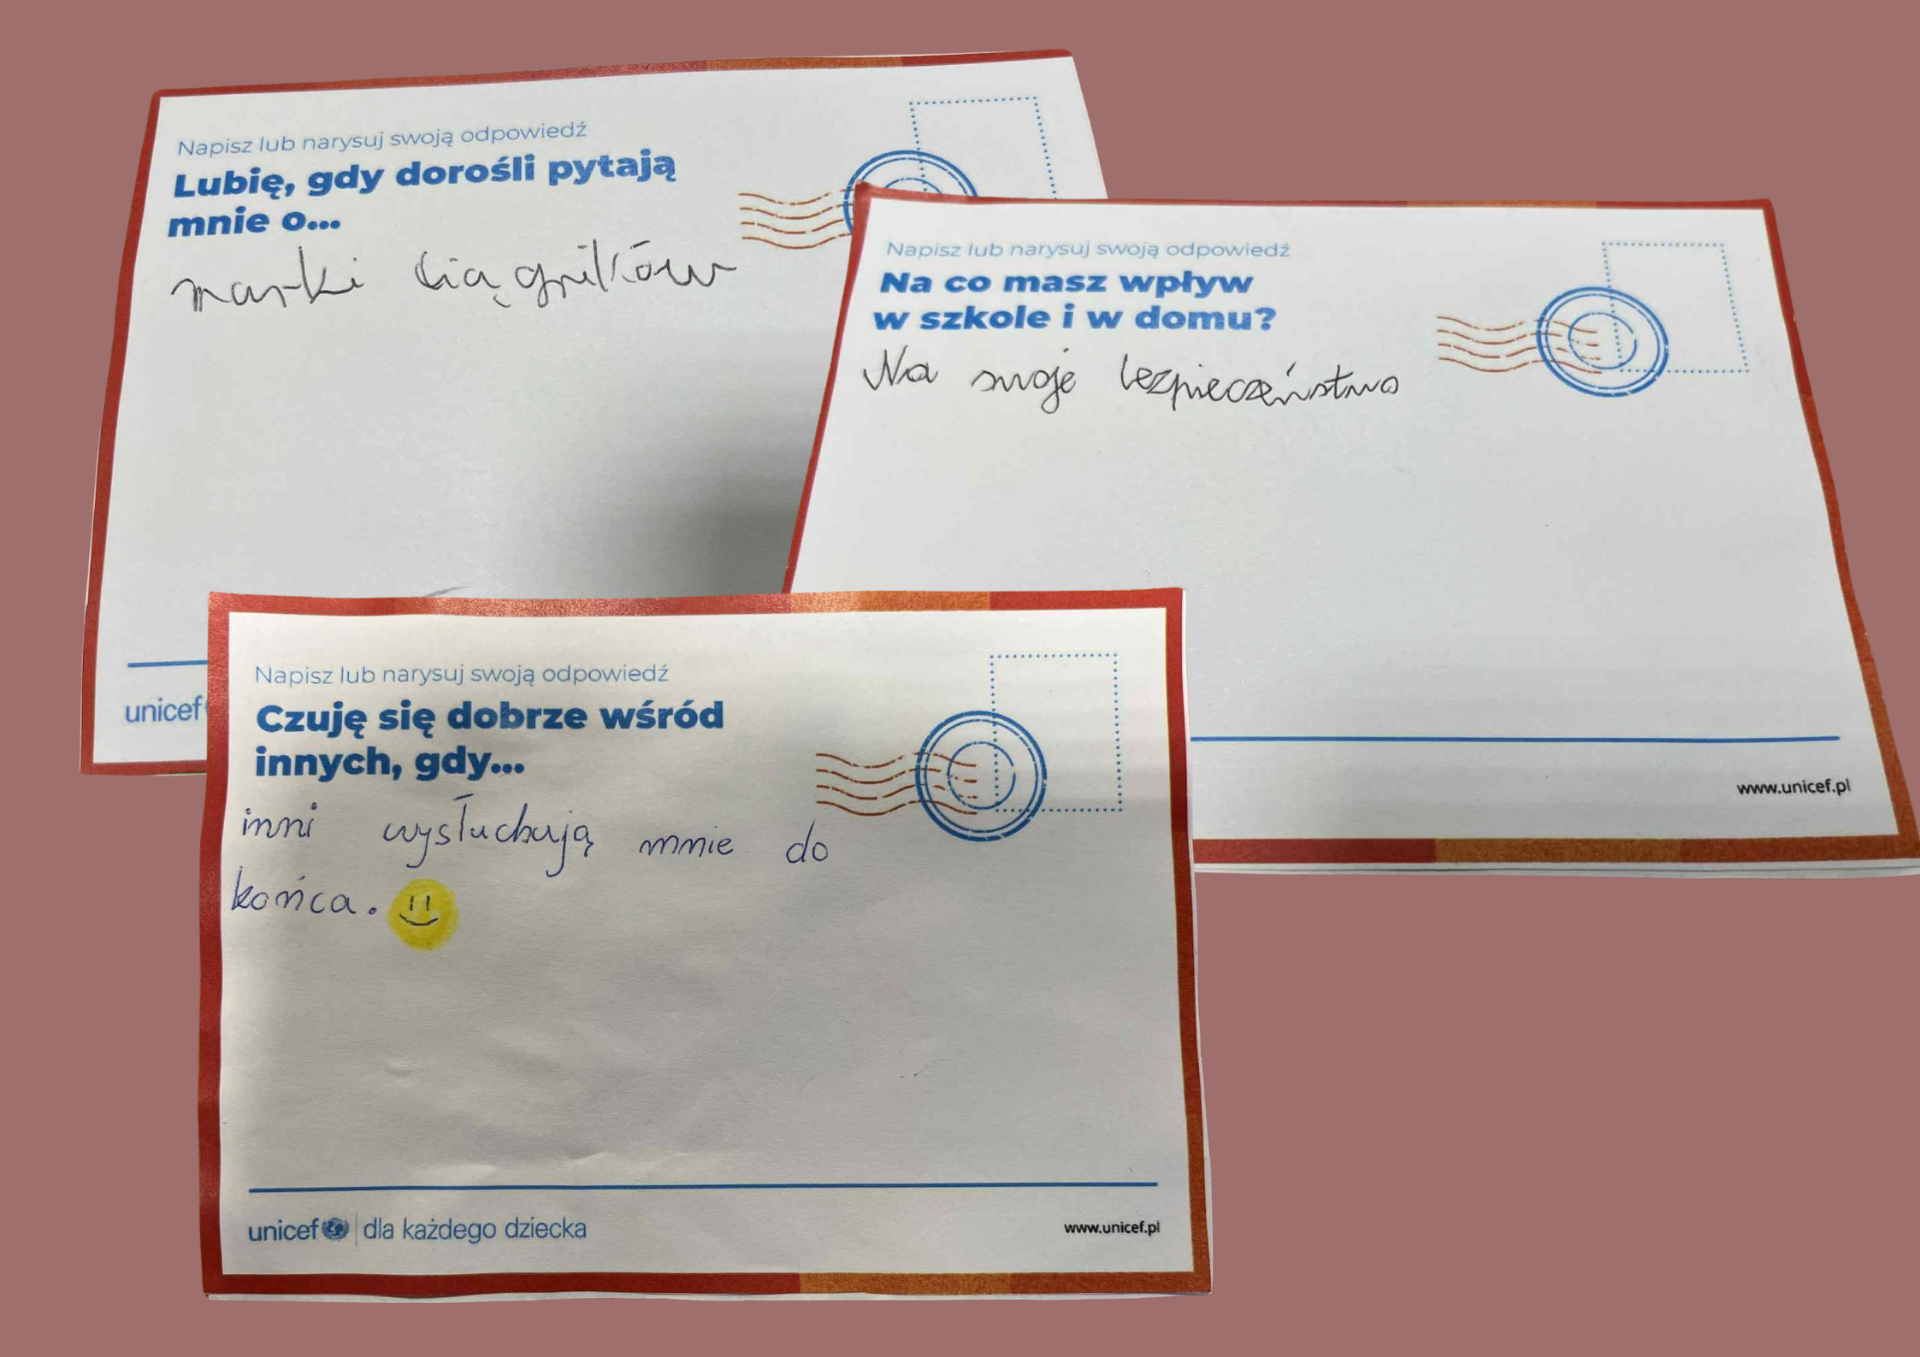 Napisz lub narysuj swoją odpowiedź
Lubię, gdy dorośli pytają
mnie o...
marki ciągników
unicef
Napisz lub narysuj swoją odpowiedź
Na co masz wpływ
w szkole i w domu?
Na swoje bezpieczeństwo
www.unicef.pl
Napisz lub narysuj swoją odpowiedź
Czuję się dobrze wśród
innych, gdy...
inni wysłuchują mnie do
końca.
unicef dla każdego dziecka
www.unicef.pl